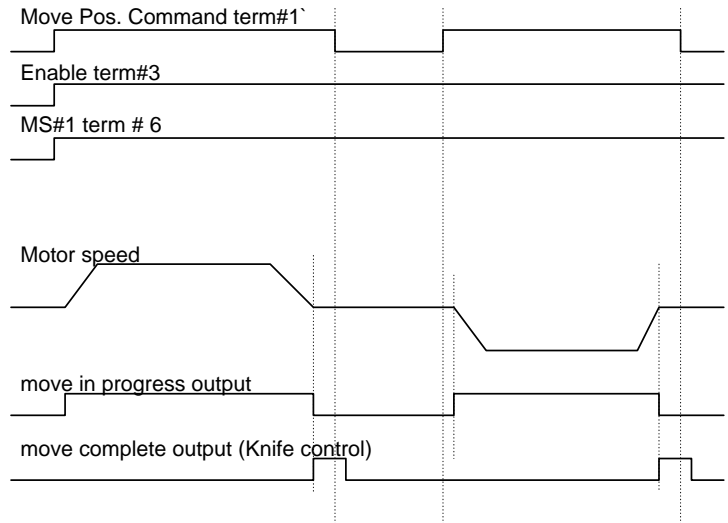 Move Pos. Command term#1`
Enable term#3
MS#1 term # 6
Motor speed
move in progress output
move complete output (Knife control)